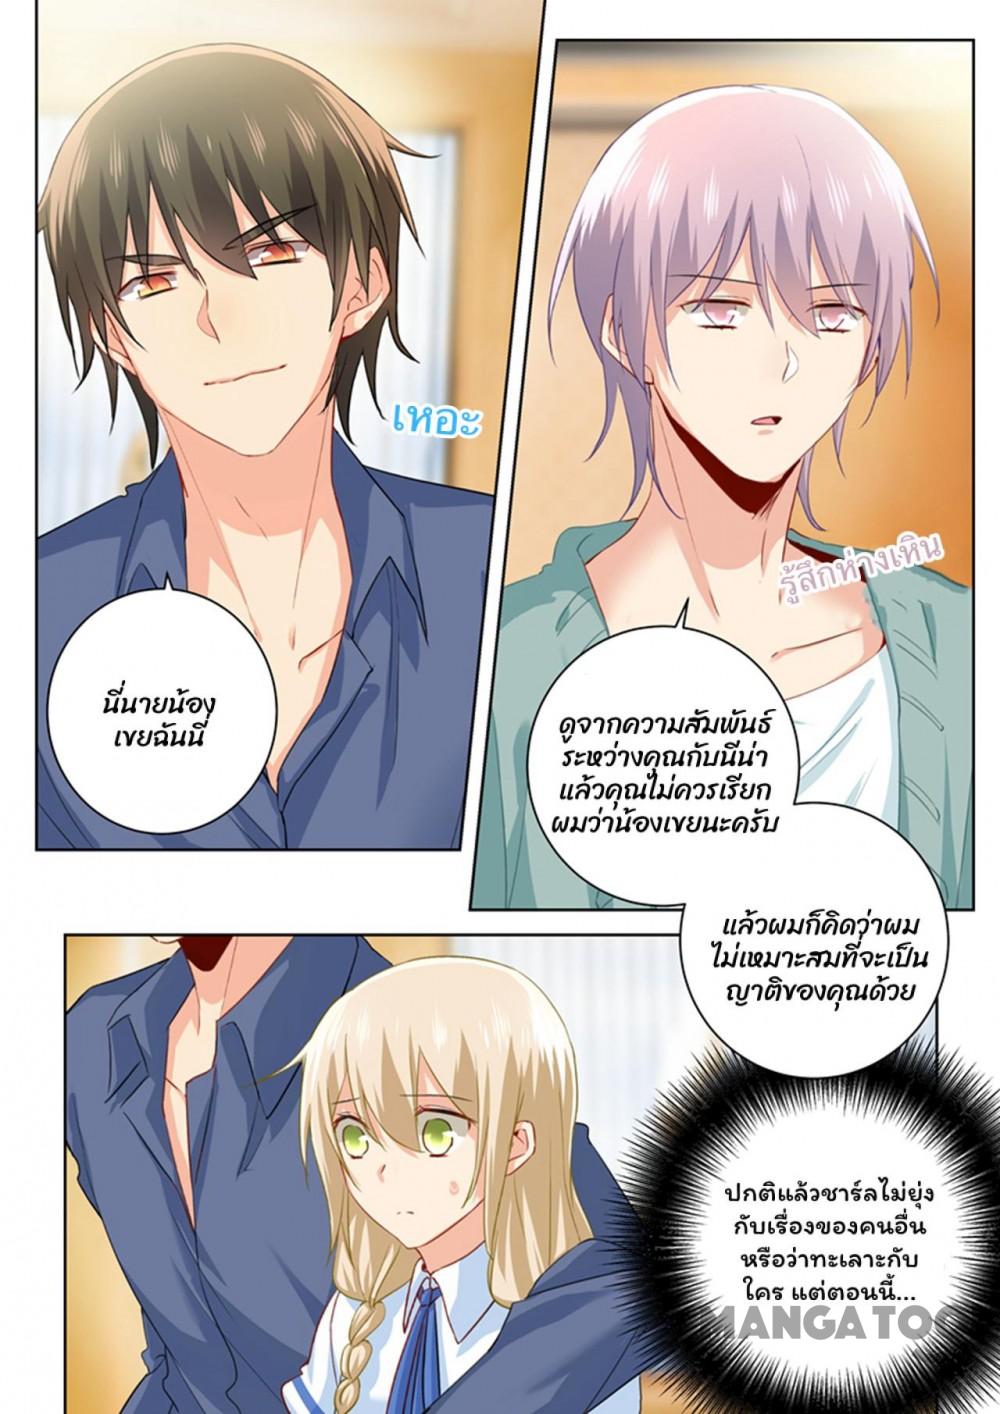 เหอะ
นี่นายน้อง
เขยฉันนี่
รู้สึกห่างเหิน
ดูจากความสัมพันธ์
ระหว่างคุณกับนีน่า
แล้วคุณไม่ควรเรียก
ผมว่าน้องเขยนะครับ
แล้วผมก็คิดว่าผม
ไม่เหมาะสมที่จะเป็น
ญาติของคุณด้วย
ปกติแล้วชาร์ลไม่ยุ่ง
กับเรื่องของคนอื่น
หรือว่าทะเลาะกับ
ใคร แต่ตอนนี้...
MANGATOO